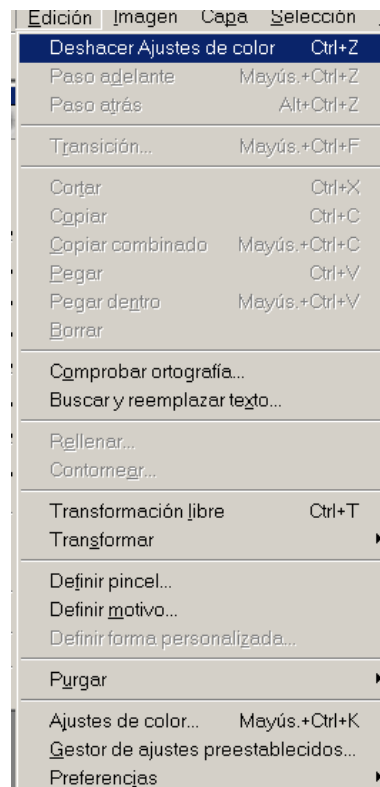 Edición Imagen Capa Selección
Deshacer Ajustes de color Ctrl+Z
Paso adelante Mayús.+Ctrl+Z
Paso atrás Alt+Ctrl+Z
Transición... Mayús.+Ctrl+F
Cortar Ctrl+X
Copiar Ctrl+C
Copiar combinado Mayús.+Ctrl+C
Pegar Ctrl+V
Pegar dentro Mayús.+Ctrl+V
Borrar
Comprobar ortografía...
Buscar y reemplazar texto...
Rellenar...
Contornear...
Transformación libre Ctrl+T
Transformar
Definir pincel...
Definir motivo...
Definir forma personalizada...
Purgar
Ajustes de color... Mayús.+Ctrl+K
Gestor de ajustes preestablecidos...
Preferencias